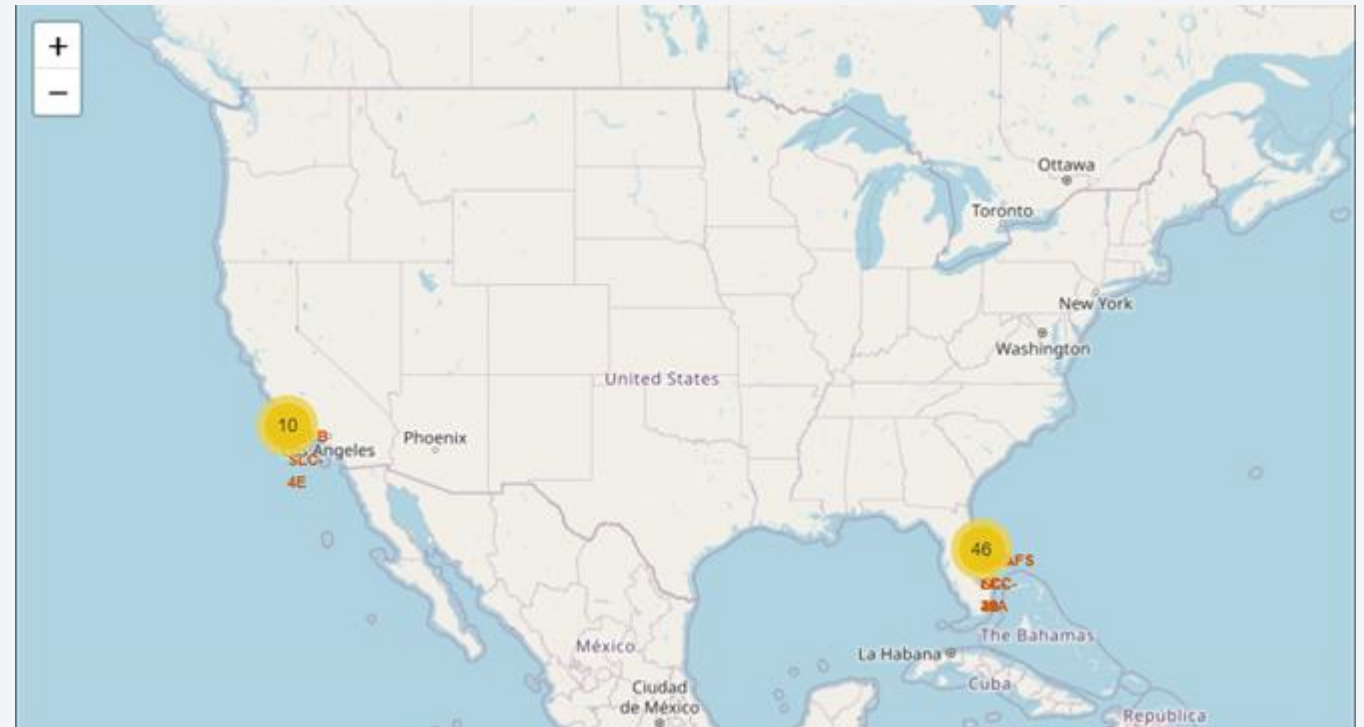 +
−
Ottawa
Toronto
New York
Washington
United States
10
Angeles
Phoenix
SLC-
4E
46
AFS
The Bahamas
México
La Habana
Cuba
Ciudad
de México
República